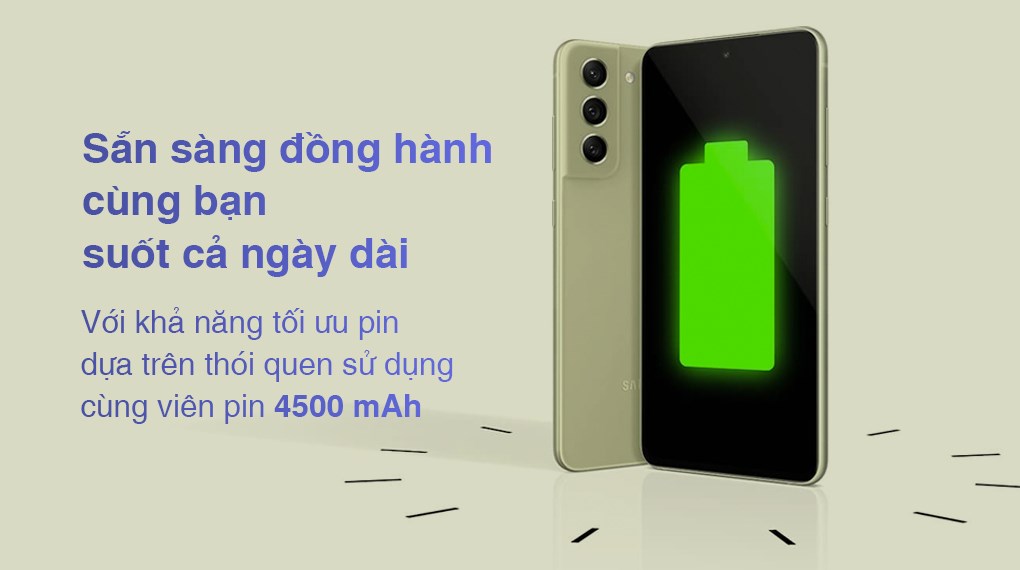 Sẵn sàng đồng hành
cùng bạn
suốt cả ngày dài
Với khả năng tối ưu pin
dựa trên thói quen sử dụng
cùng viên pin 4500 mAh